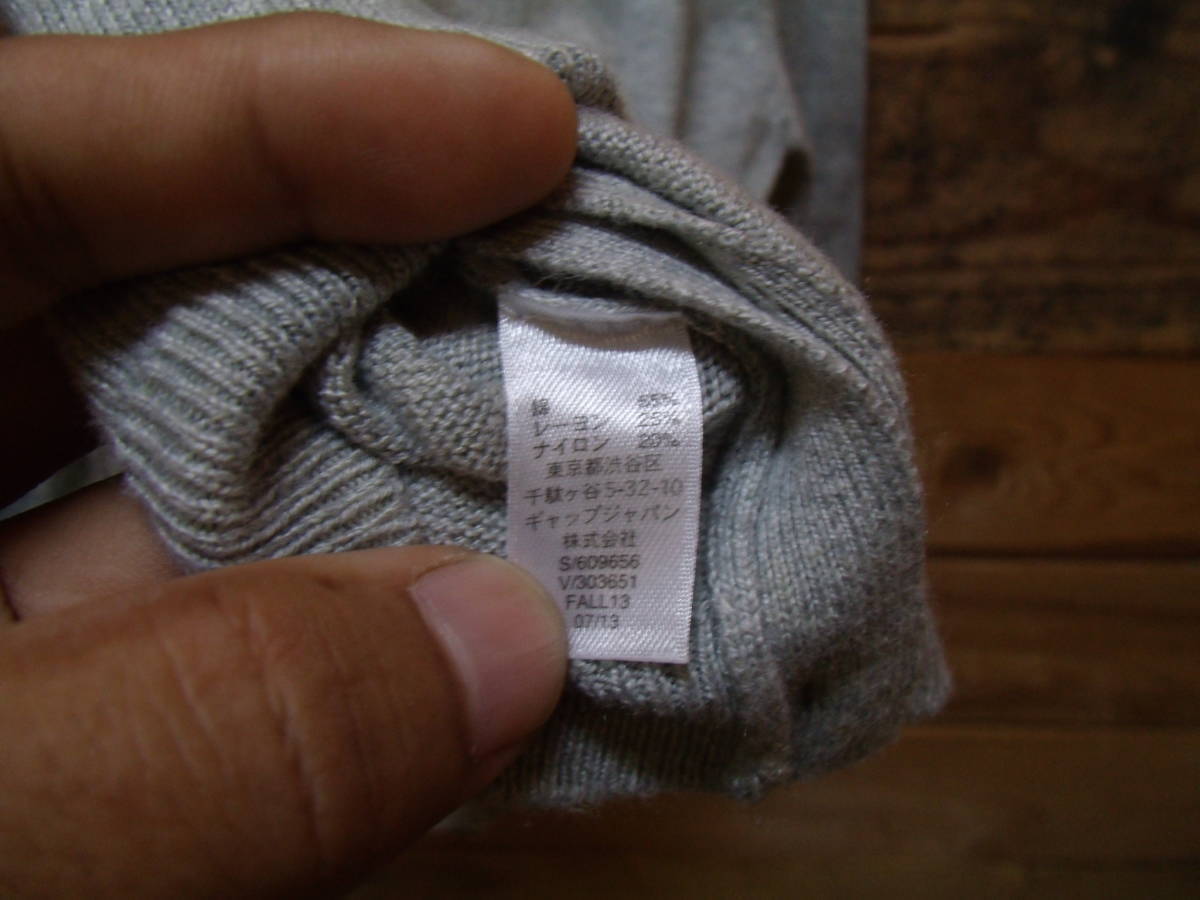 綿 55%
レーヨン 25%
ナイロン 20%
東京都渋谷区
千駄ヶ谷5-32-10
ギャップジャパン
株式会社
S/609656
V/303651
FALL13
07/13